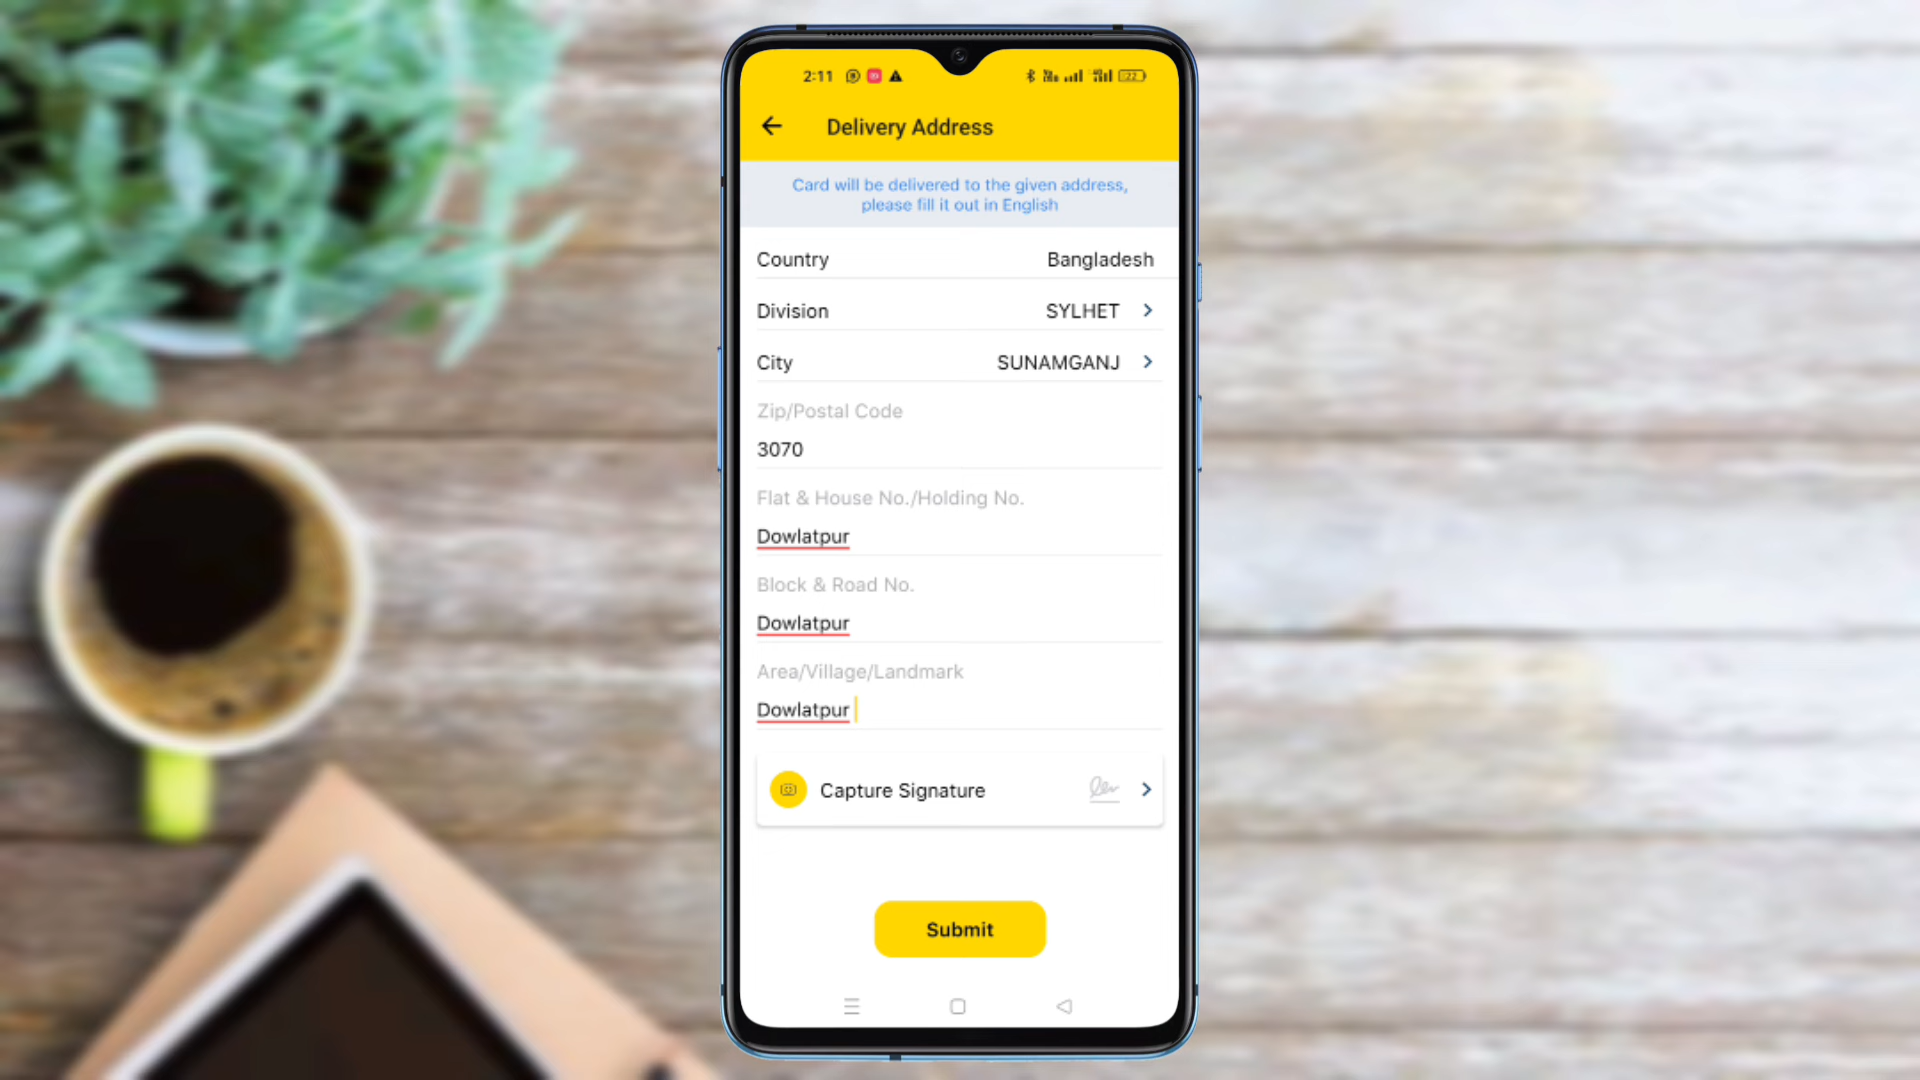 2:11
22
Delivery Address
Card will be delivered to the given address,
please fill it out in English
Country Bangladesh
Division SYLHET
City SUNAMGANJ
Zip/Postal Code
3070
Flat & House No./Holding No.
Dowlatpur
Block & Road No.
Dowlatpur
Area/Village/Landmark
Dowlatpur
Capture Signature
Submit